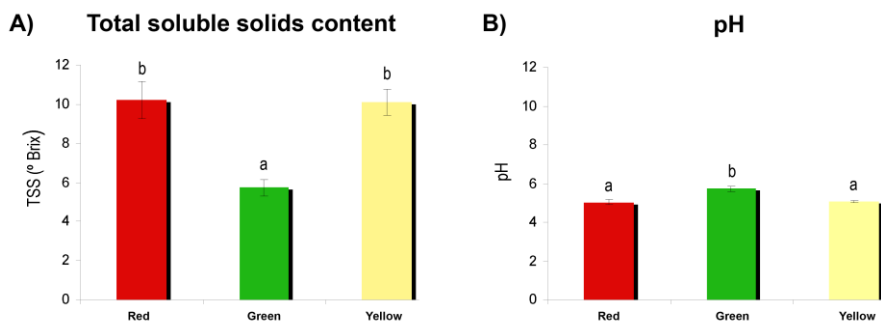 A) Total soluble solids content
12
10
8
6
4
2
0
TSS (º Brix)
b
a
b
Red Green Yellow
B) pH
12
10
8
6
4
2
0
pH
a
b
a
Red Green Yellow